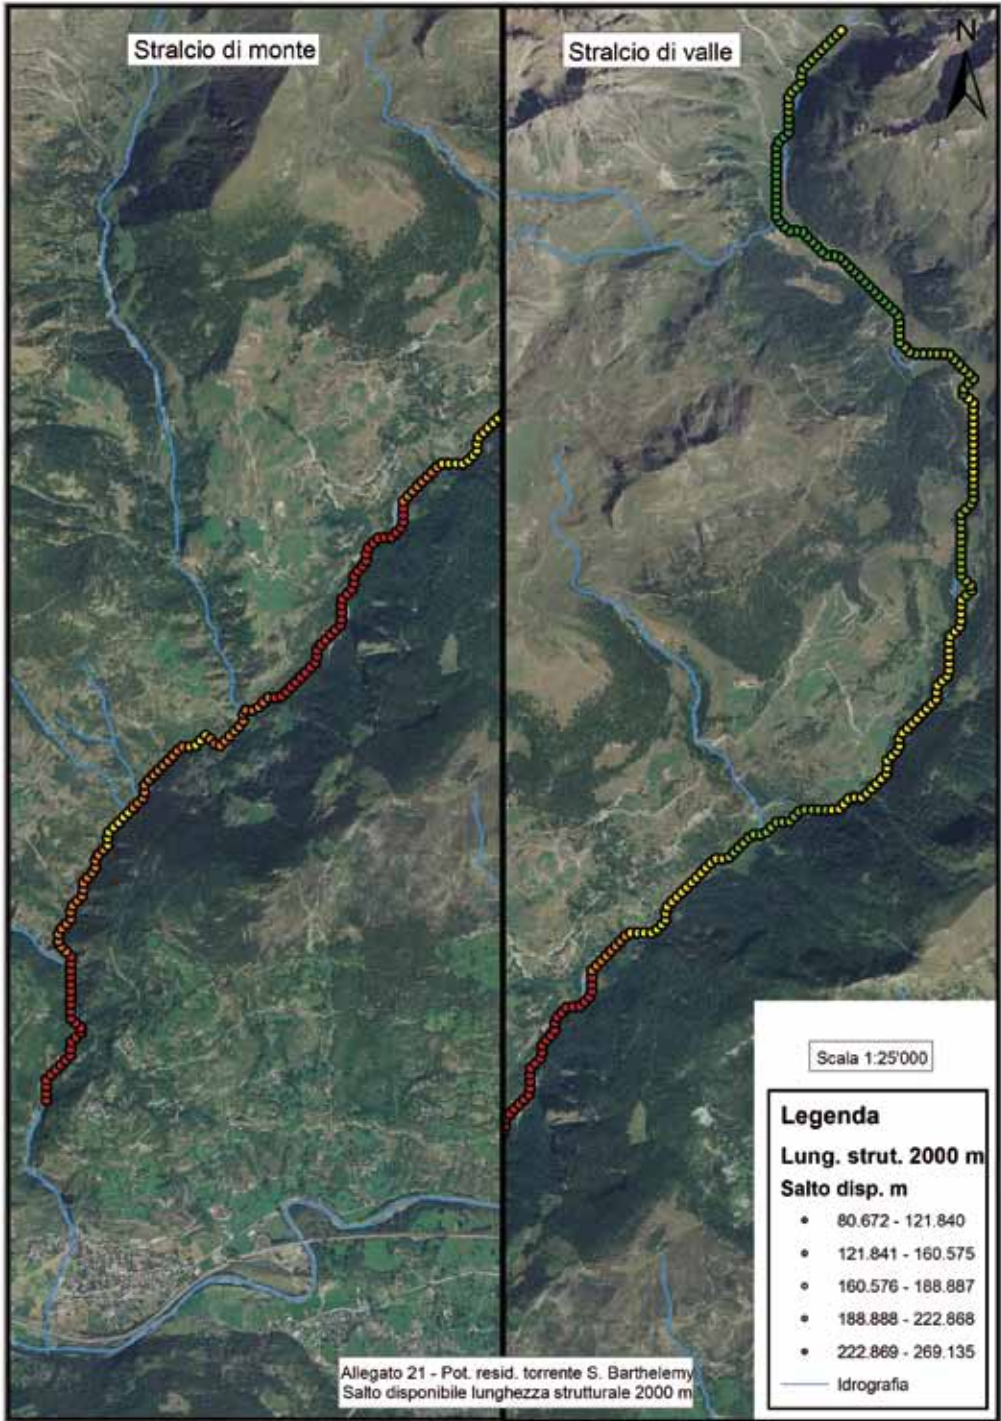 Stralcio di monte
Stralcio di valle
N
Scala 1:25'000
Legenda
Lung. strut. 2000 m
Salto disp. m
80.672 - 121.840
121.841 - 160.575
160.576 - 188.887
188.888 - 222.868
222.869 - 269.135
Idrografia
Allegato 21 - Pot. resid. torrente S. Barthelemy
Salto disponibile lunghezza strutturale 2000 m